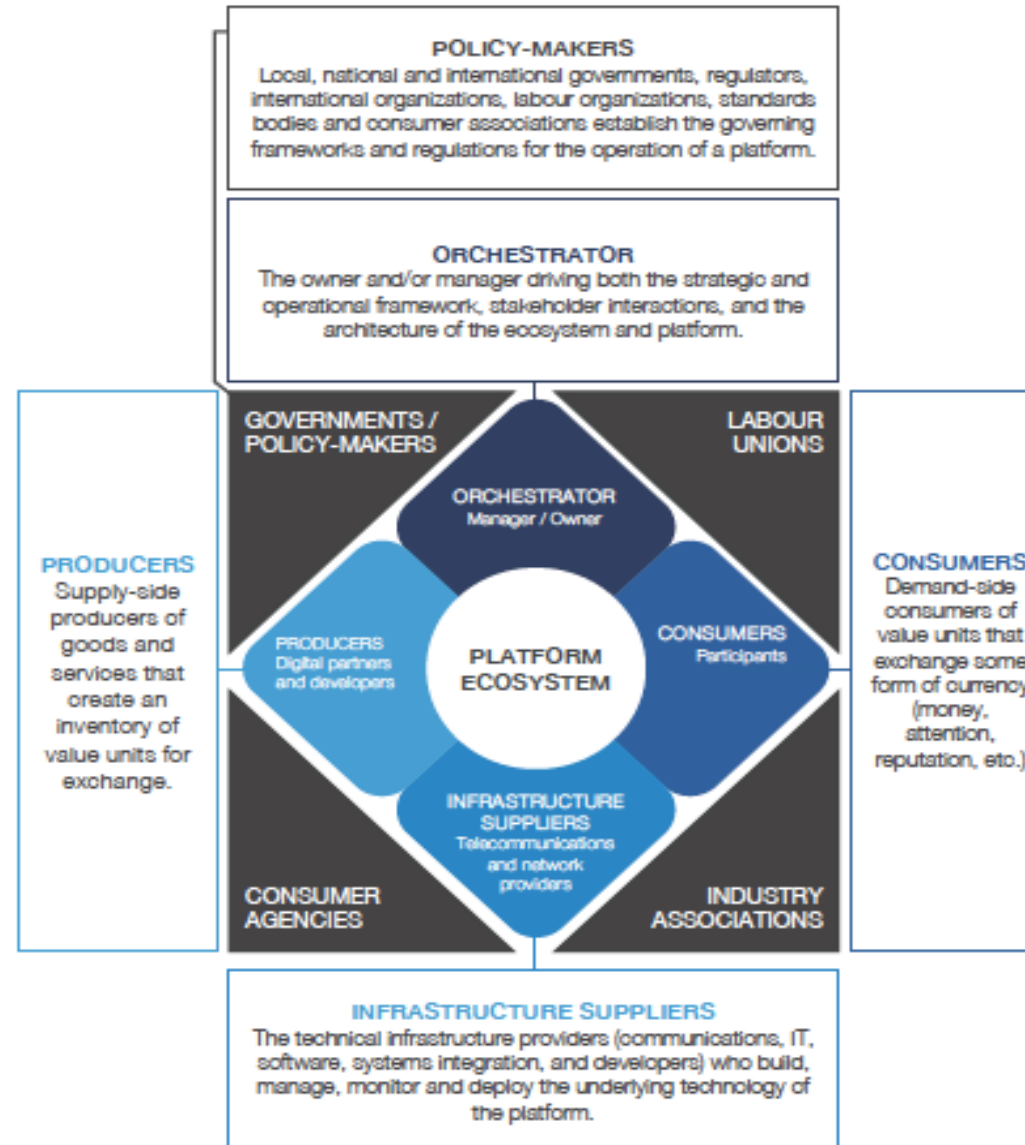 POLICY-MAKERS
Local, national and international governments, regulators,
international organizations, labour organizations, standards
bodies and consumer associations establish the governing
frameworks and regulations for the operation of a platform.
ORCHESTRATOR
The owner and/or manager driving both the strategic and
operational framework, stakeholder interactions, and the
architecture of the ecosystem and platform.
GOVERNMENTS /
POLICY-MAKERS
LABOUR
UNIONS
ORCHESTRATOR
Manager / Owner
PRODUCERS
Supply-side
producers of
goods and
services that
create an
inventory of
value units for
exchange.
PRODUCERS
Digital partners
and developers
PLATFORM
ECOSYSTEM
CONSUMERS
Participants
CONSUMERS
Demand-side
consumers of
value units that
exchange some
form of currency
(money,
attention,
reputation, etc.)
INFRASTRUCTURE
SUPPLIERS
Telecommunications
and network
providers
CONSUMER
AGENCIES
INDUSTRY
ASSOCIATIONS
INFRASTRUCTURE SUPPLIERS
The technical infrastructure providers (communications, IT,
software, systems integration, and developers) who build,
manage, monitor and deploy the underlying technology of
the platform.